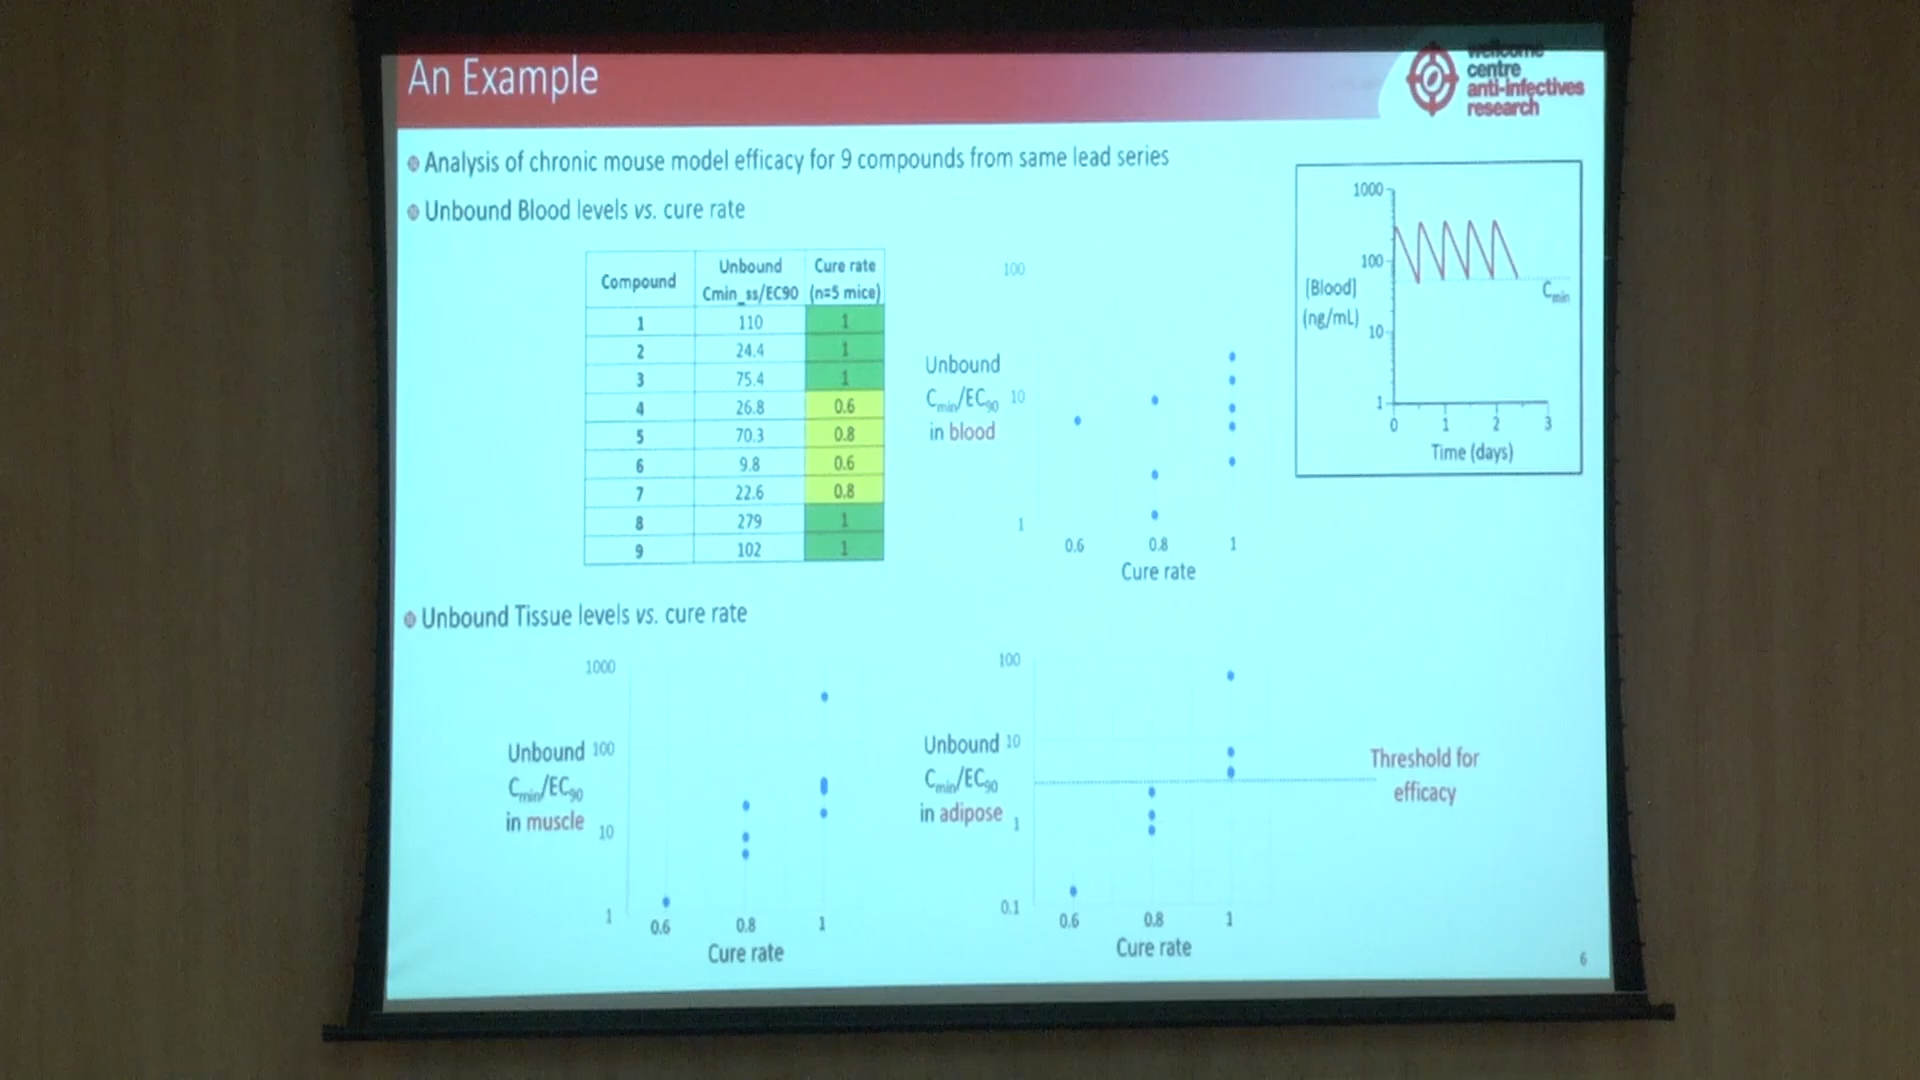 An Example
wellcome
centre
anti-infectives
research
Analysis of chronic mouse model efficacy for 9 compounds from same lead series
Unbound Blood levels vs. cure rate
Compound Unbound Cmin_ss/EC90 Cure rate (n=5 mice)
1 110 1
2 24.4 1
3 75.4 1
4 26.8 0.6
5 70.3 0.8
6 9.8 0.6
7 22.6 0.8
8 279 1
9 102 1
100
Unbound
Cmin/EC90 10
in blood
1
0.6 0.8 1
Cure rate
1000
100
[Blood]
(ng/mL)
10
1
Cmin
0 1 2 3
Time (days)
Unbound Tissue levels vs. cure rate
1000
Unbound 100
Cmin/EC90
in muscle 10
1
0.6 0.8 1
Cure rate
100
Unbound 10
Cmin/EC90
in adipose 1
0.1
0.6 0.8 1
Cure rate
Threshold for
efficacy
6